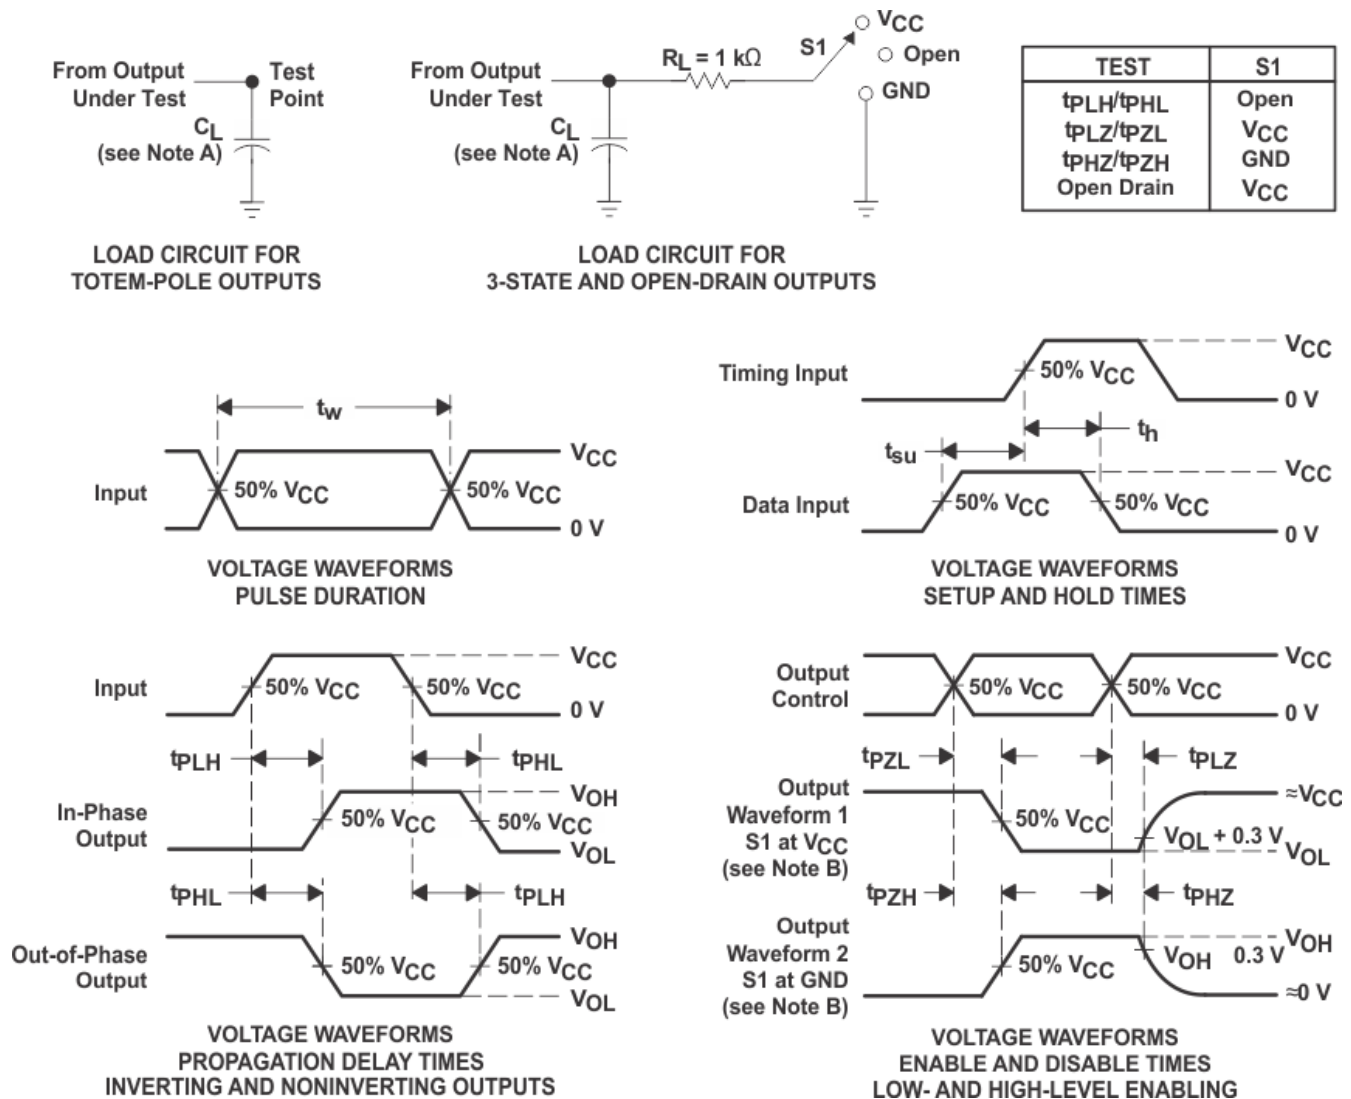 From Output
Under Test
Test
Point
CL
(see Note A)
LOAD CIRCUIT FOR
TOTEM-POLE OUTPUTS
From Output
Under Test
CL
(see Note A)
RL = 1 kΩ
S1
VCC
Open
GND
LOAD CIRCUIT FOR
3-STATE AND OPEN-DRAIN OUTPUTS
TEST S1
tPLH/tPHL Open
tPLZ/tPZL VCC
tPHZ/tPZH GND
Open Drain VCC
tw
Input
50% VCC
50% VCC
VCC
0 V
VOLTAGE WAVEFORMS
PULSE DURATION
Timing Input
50% VCC
VCC
0 V
tsu
th
Data Input
50% VCC
50% VCC
VCC
0 V
VOLTAGE WAVEFORMS
SETUP AND HOLD TIMES
Input
50% VCC
50% VCC
VCC
0 V
tPLH
tPHL
In-Phase
Output
50% VCC
50% VCC
VOH
VOL
tPHL
tPLH
Out-of-Phase
Output
50% VCC
50% VCC
VOH
VOL
VOLTAGE WAVEFORMS
PROPAGATION DELAY TIMES
INVERTING AND NONINVERTING OUTPUTS
Output
Control
50% VCC
50% VCC
VCC
0 V
tPZL
tPLZ
Output
Waveform 1
S1 at VCC
(see Note B)
50% VCC
VOL + 0.3 V
≈VCC
VOL
tPZH
tPHZ
Output
Waveform 2
S1 at GND
(see Note B)
50% VCC
VOH 0.3 V
VOH
≈0 V
VOLTAGE WAVEFORMS
ENABLE AND DISABLE TIMES
LOW- AND HIGH-LEVEL ENABLING